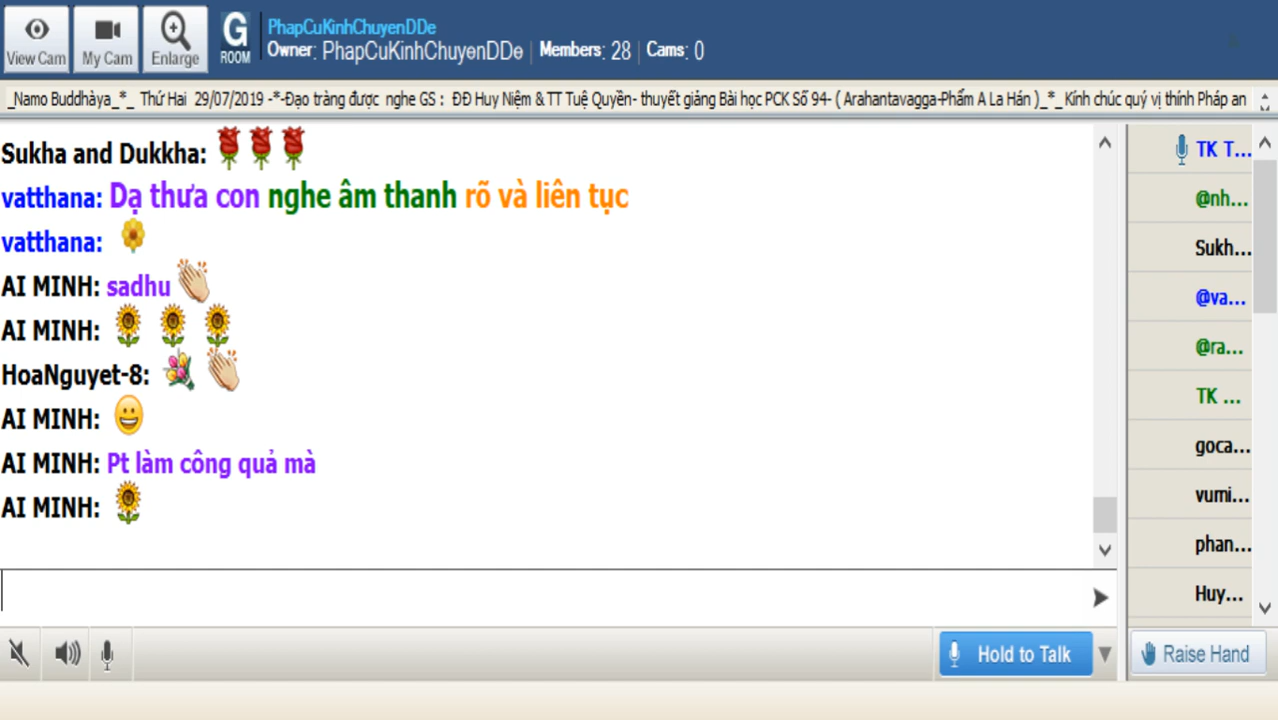 View Cam
My Cam
Enlarge
G
ROOM
PhapCuKinhChuyenDDe
Owner: PhapCuKinhChuyenDDe | Members: 28 | Cams: 0
_Namo Buddhàya_*_ Thứ Hai 29/07/2019 -*-Đạo tràng được nghe GS : ĐĐ Huy Niệm & TT Tuệ Quyền- thuyết giảng Bài học PCK Số 94- ( Arahantavagga-Phẩm A La Hán )_*_ Kính chúc quý vị thính Pháp an
Sukha and Dukkha:
vatthana: Dạ thưa con nghe âm thanh rõ và liên tục
vatthana:
AI MINH: sadhu
AI MINH:
HoaNguyet-8:
AI MINH:
AI MINH: Pt làm công quả mà
AI MINH:
TK T...
@nh...
Sukh...
@va...
@ra...
TK ...
goca...
vumi...
phan...
Huy...
Hold to Talk
Raise Hand